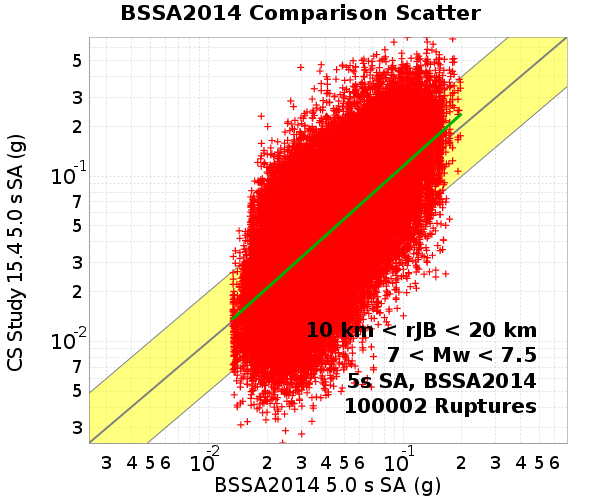 BSSA2014 Comparison Scatter
CS Study 15.4 5.0 s SA (g)
5
3
2
10⁻¹
7
5
3
2
10⁻²
7
5
3
10 km < rJB < 20 km
7 < Mw < 7.5
5s SA, BSSA2014
100002 Ruptures
3 4 5 6 10⁻² 2 3 4 5 6 10⁻¹ 2 3 4 5 6
BSSA2014 5.0 s SA (g)